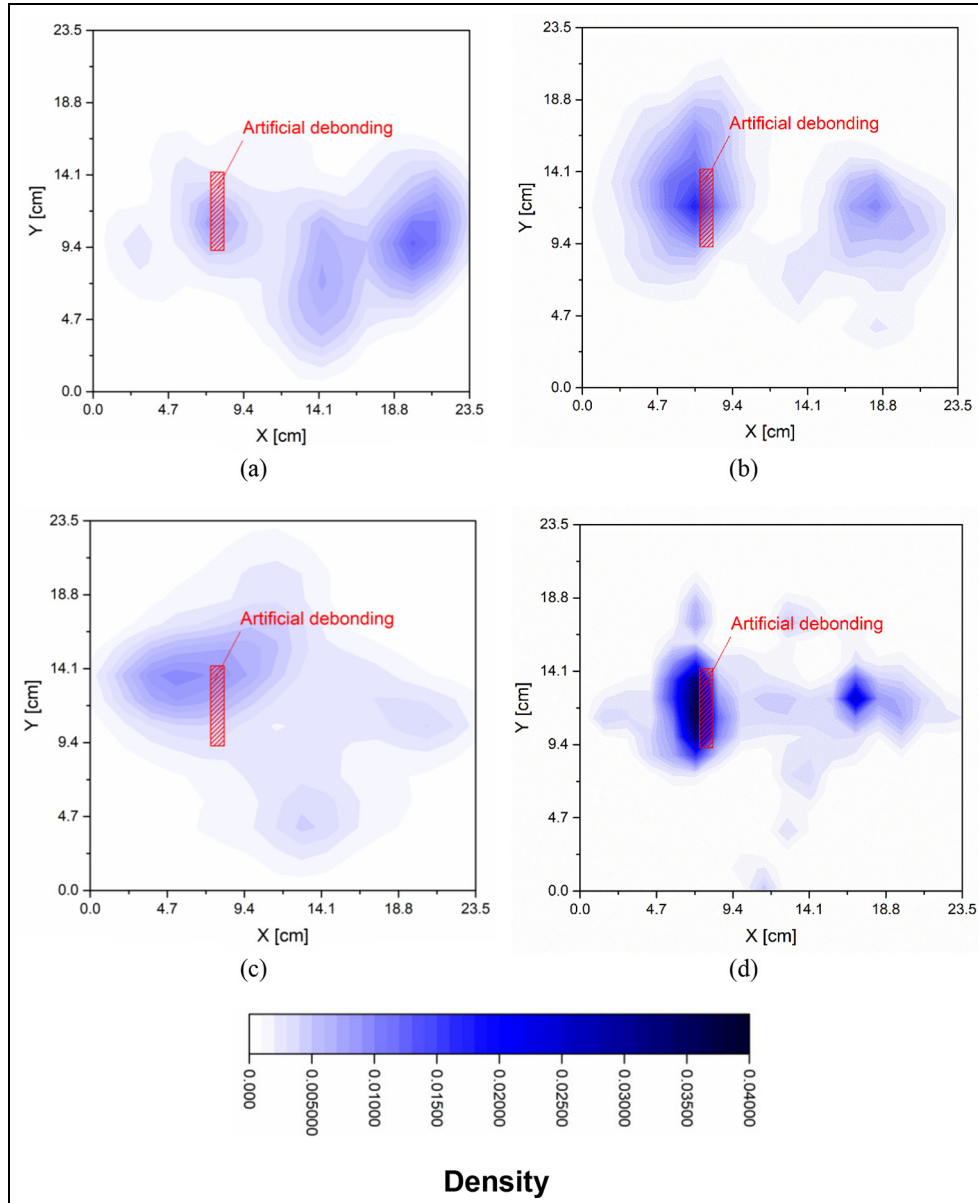 23.5
18.8
14.1
9.4
4.7
0.0
Y [cm]
Artificial debonding
0.0 4.7 9.4 14.1 18.8 23.5
X [cm]
(a)
23.5
18.8
14.1
9.4
4.7
0.0
Y [cm]
Artificial debonding
0.0 4.7 9.4 14.1 18.8 23.5
X [cm]
(b)
23.5
18.8
14.1
9.4
4.7
0.0
Y [cm]
Artificial debonding
0.0 4.7 9.4 14.1 18.8 23.5
X [cm]
(c)
23.5
18.8
14.1
9.4
4.7
0.0
Y [cm]
Artificial debonding
0.0 4.7 9.4 14.1 18.8 23.5
X [cm]
(d)
0.000
0.005000
0.01000
0.01500
0.02000
0.02500
0.03000
0.03500
0.04000
Density